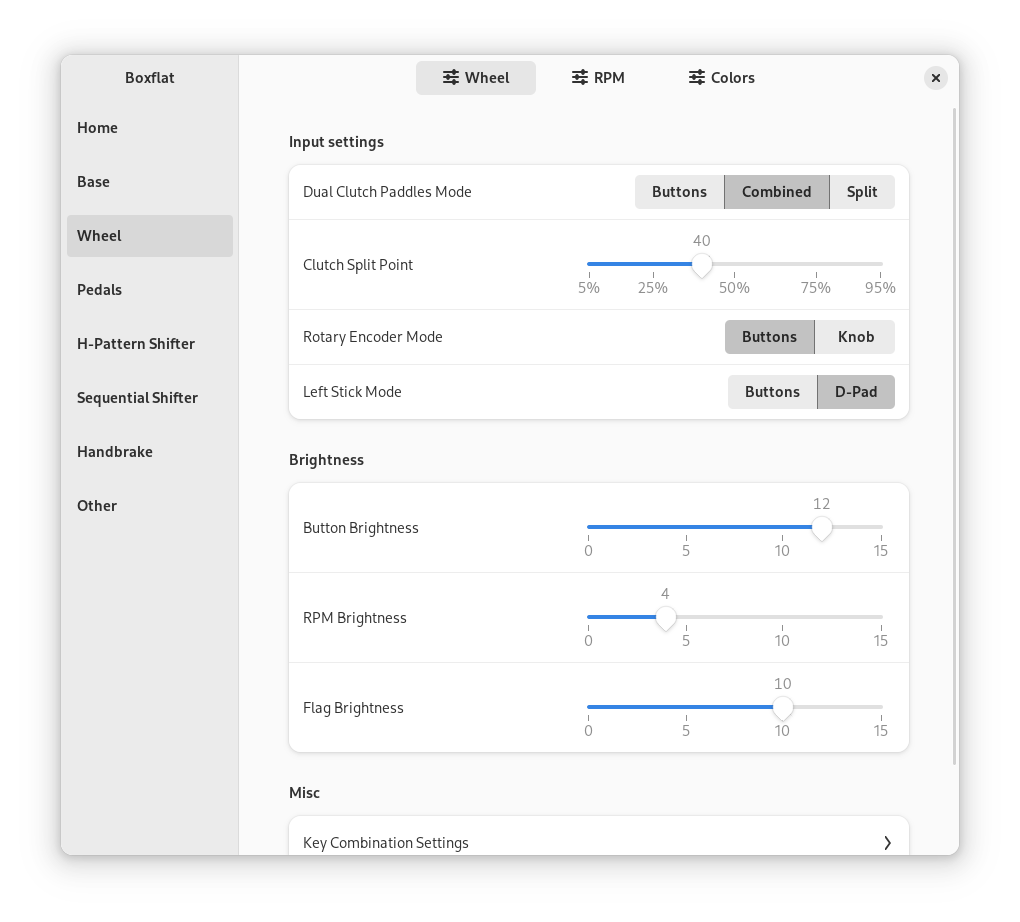 Boxflat
Home
Base
Wheel
Pedals
H-Pattern Shifter
Sequential Shifter
Handbrake
Other
Wheel RPM Colors
Input settings
Dual Clutch Paddles Mode Buttons Combined Split
40
Clutch Split Point
5% 25% 50% 75% 95%
Rotary Encoder Mode Buttons Knob
Left Stick Mode Buttons D-Pad
Brightness
12
Button Brightness
0 5 10 15
4
RPM Brightness
0 5 10 15
10
Flag Brightness
0 5 10 15
Misc
Key Combination Settings